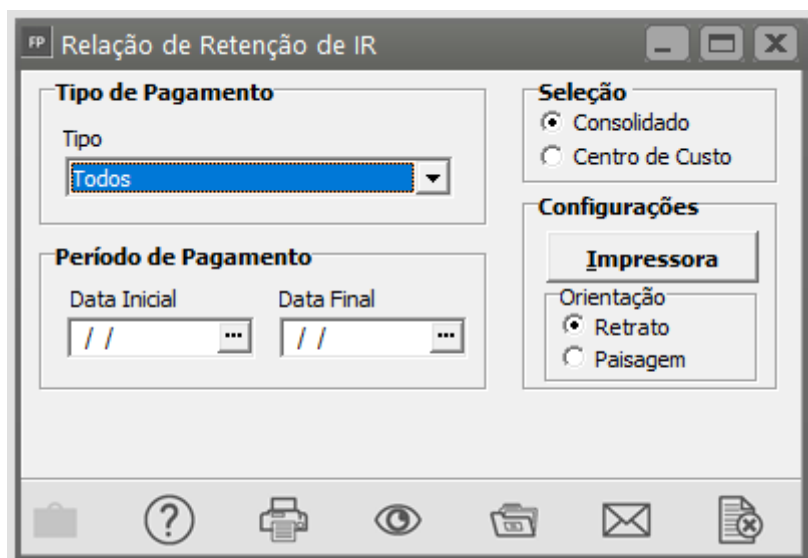 FP Relação de Retenção de IR
Tipo de Pagamento
Tipo
Todos
Período de Pagamento
Data Inicial Data Final
/ / ... / / ...
Seleção
Consolidado
Centro de Custo
Configurações
Impressora
Orientação
Retrato
Paisagem
?